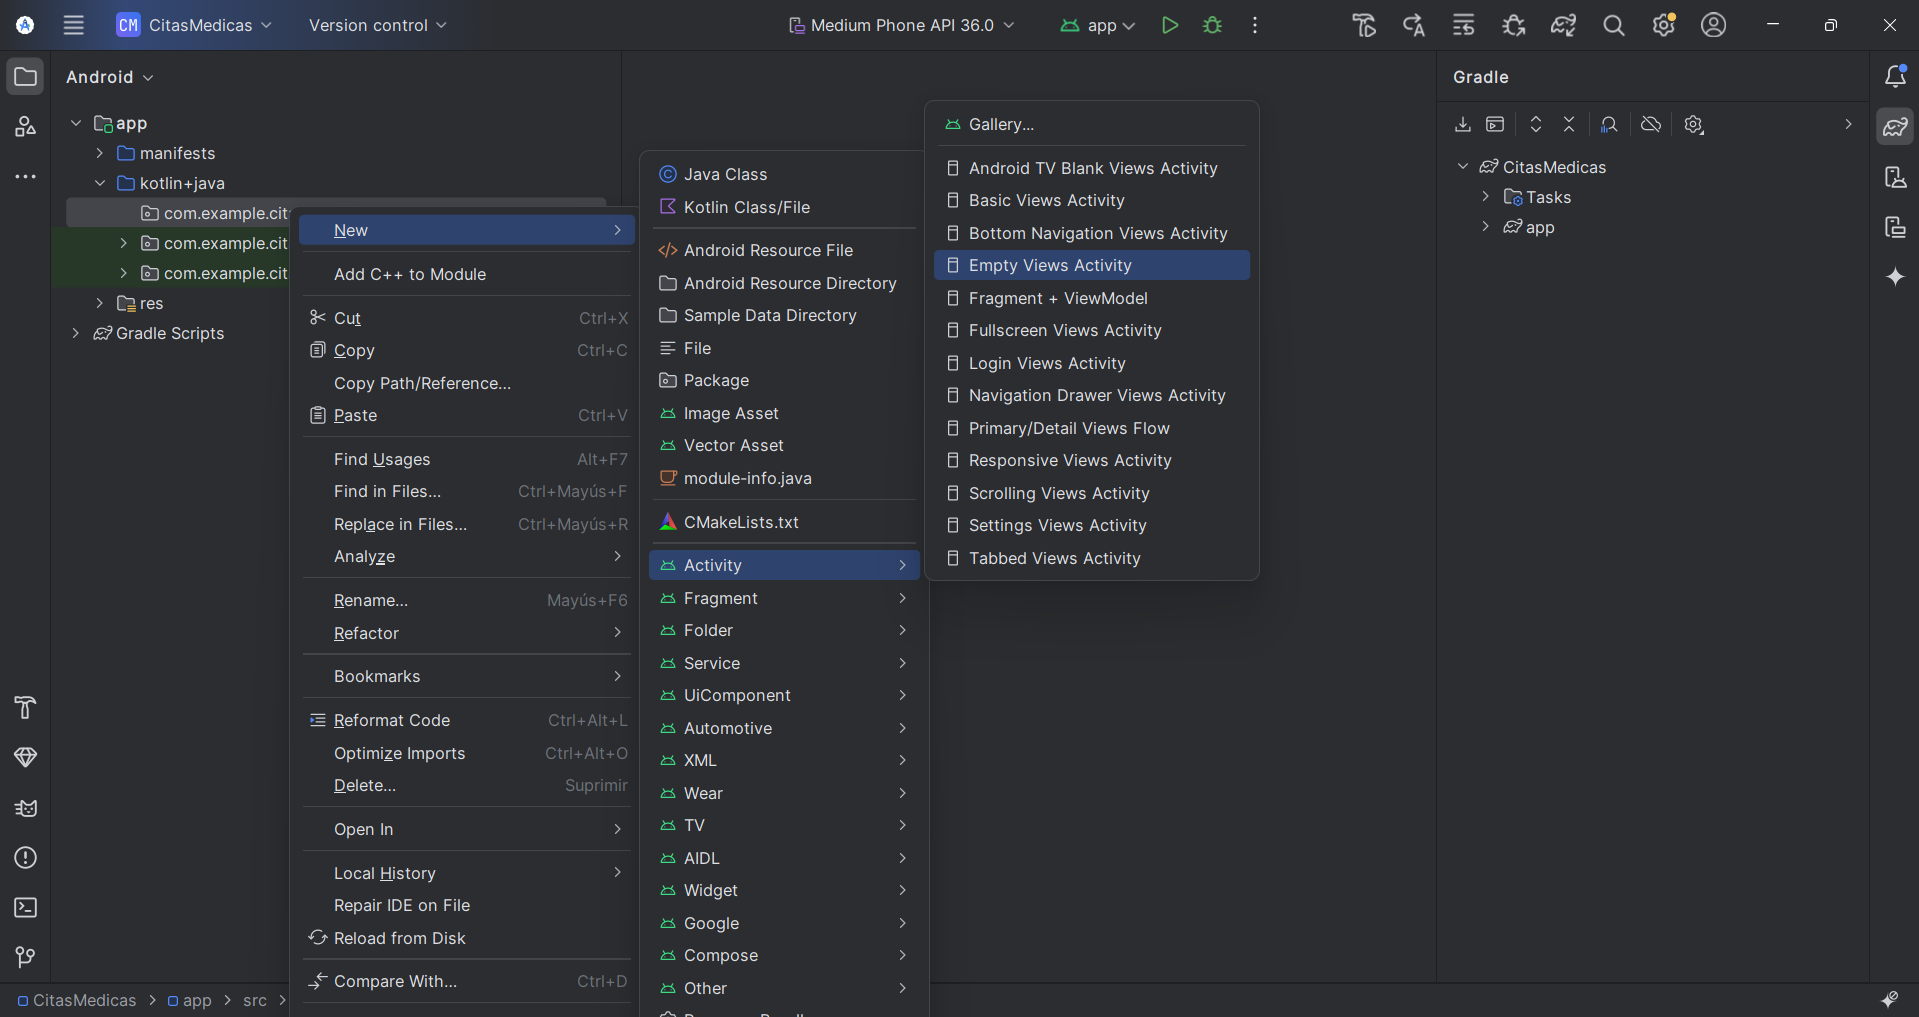 CM CitasMedicas
Version control
Medium Phone API 36.0
app
Android
app
manifests
kotlin+java
com.example.cit
com.example.cit
com.example.cit
res
Gradle Scripts
New
Add C++ to Module
Cut Ctrl+X
Copy Ctrl+C
Copy Path/Reference...
Paste Ctrl+V
Find Usages Alt+F7
Find in Files... Ctrl+Mayús+F
Replace in Files... Ctrl+Mayús+R
Analyze
Rename... Mayús+F6
Refactor
Bookmarks
Reformat Code Ctrl+Alt+L
Optimize Imports Ctrl+Alt+O
Delete... Suprimir
Open In
Local History
Repair IDE on File
Reload from Disk
Compare With... Ctrl+D
Java Class
Kotlin Class/File
Android Resource File
Android Resource Directory
Sample Data Directory
File
Package
Image Asset
Vector Asset
module-info.java
CMakeLists.txt
Activity
Fragment
Folder
Service
UiComponent
Automotive
XML
Wear
TV
AIDL
Widget
Google
Compose
Other
Gallery...
Android TV Blank Views Activity
Basic Views Activity
Bottom Navigation Views Activity
Empty Views Activity
Fragment + ViewModel
Fullscreen Views Activity
Login Views Activity
Navigation Drawer Views Activity
Primary/Detail Views Flow
Responsive Views Activity
Scrolling Views Activity
Settings Views Activity
Tabbed Views Activity
Gradle
CitasMedicas
Tasks
app
CitasMedicas > app > src >